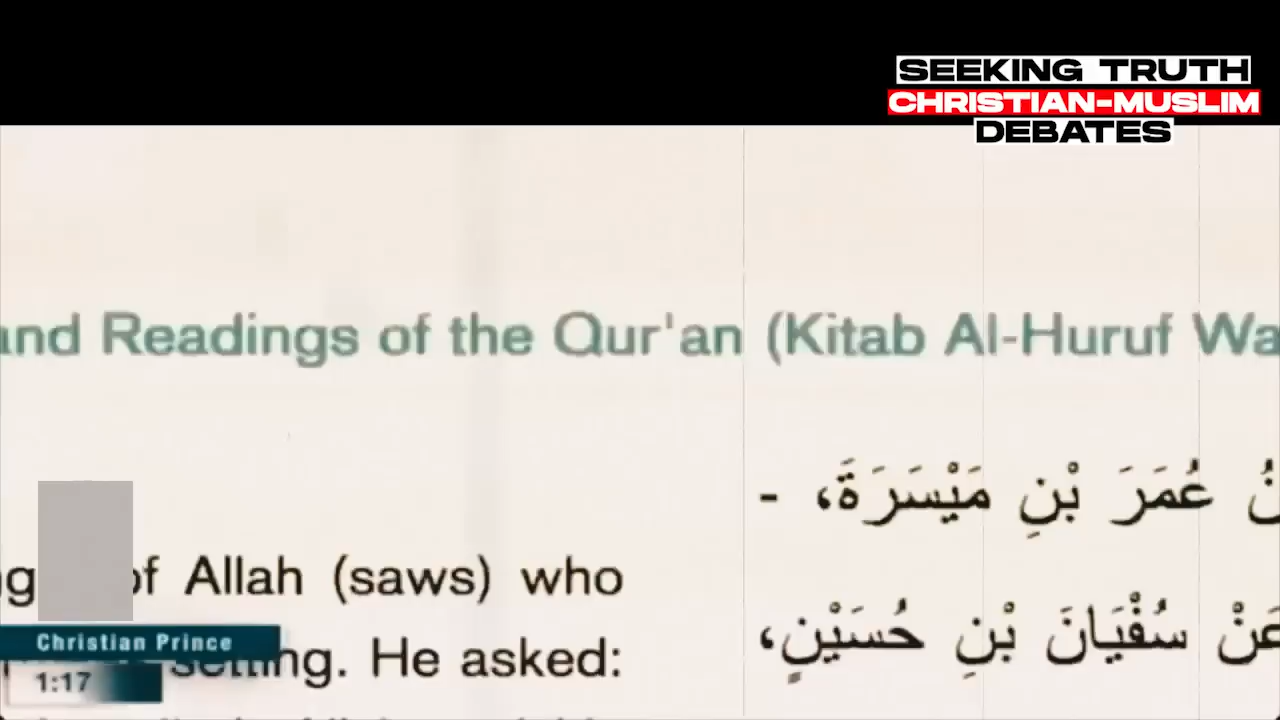 SEEKING TRUTH
CHRISTIAN-MUSLIM
DEBATES
and Readings of the Qur'an (Kitab Al-Huruf Wa
عُمَرَ بْنِ مَيْسَرَةَ، -
of Allah (saws) who
عَنْ سُفْيَانَ بْنِ حُسَيْنٍ،
Christian Prince
setting. He asked:
1:17